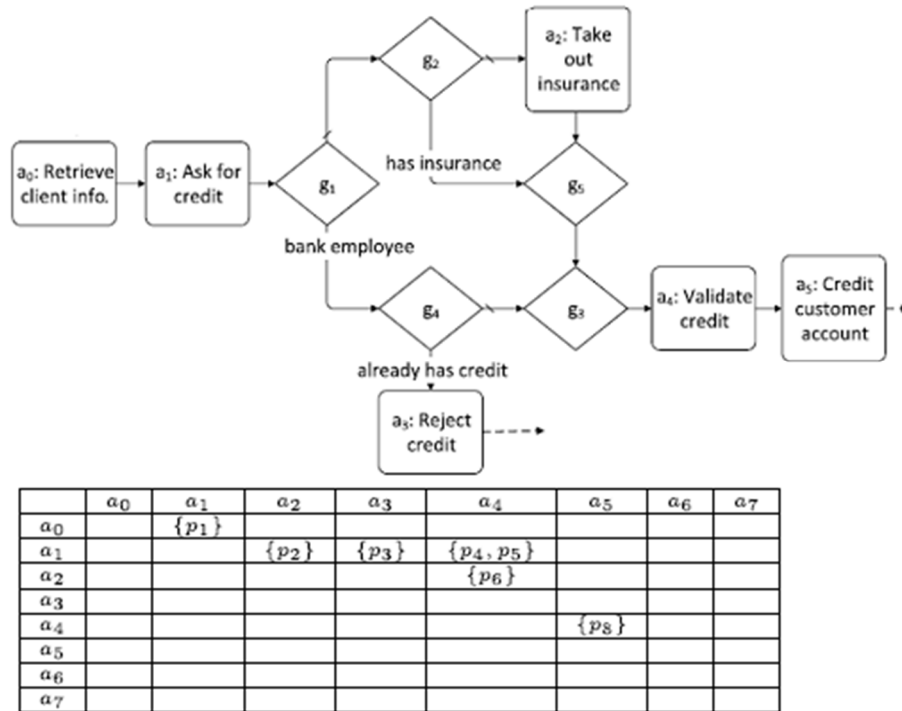 g₂
a₂: Take
out
insurance
a₀: Retrieve
client info.
a₁: Ask for
credit
g₁
has insurance
g₅
bank employee
g₄
g₃
a₄: Validate
credit
a₅: Credit
customer
account
already has credit
a₃: Reject
credit
a₀ a₁ a₂ a₃ a₄ a₅ a₆ a₇
a₀ {p₁}
a₁ {p₂} {p₃} {p₄, p₅}
a₂ {p₆}
a₃
a₄ {p₈}
a₅
a₆
a₇